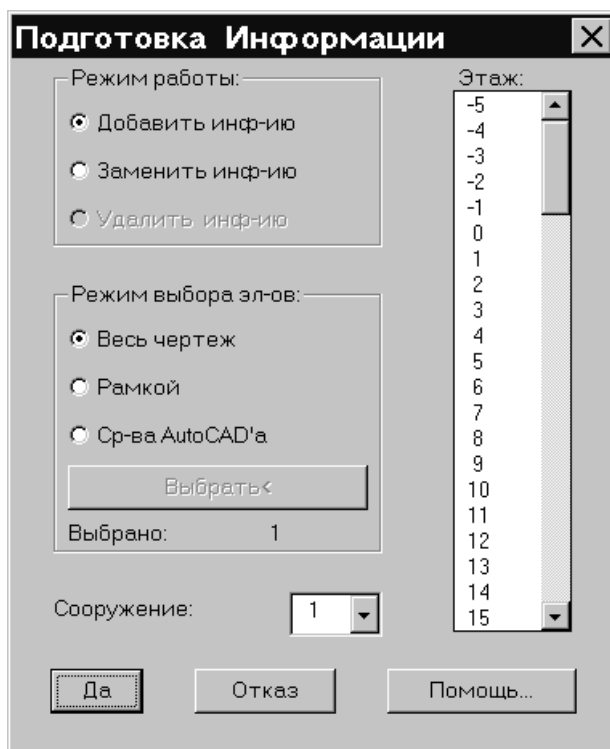 Подготовка Информации
Режим работы:
Добавить инф-ию
Заменить инф-ию
Удалить инф-ию
Режим выбора эл-ов:
Весь чертеж
Рамкой
Ср-ва AutoCAD'а
Выбрать<
Выбрано: 1
Сооружение: 1
Этаж:
-5
-4
-3
-2
-1
0
1
2
3
4
5
6
7
8
9
10
11
12
13
14
15
Да Отказ Помощь...